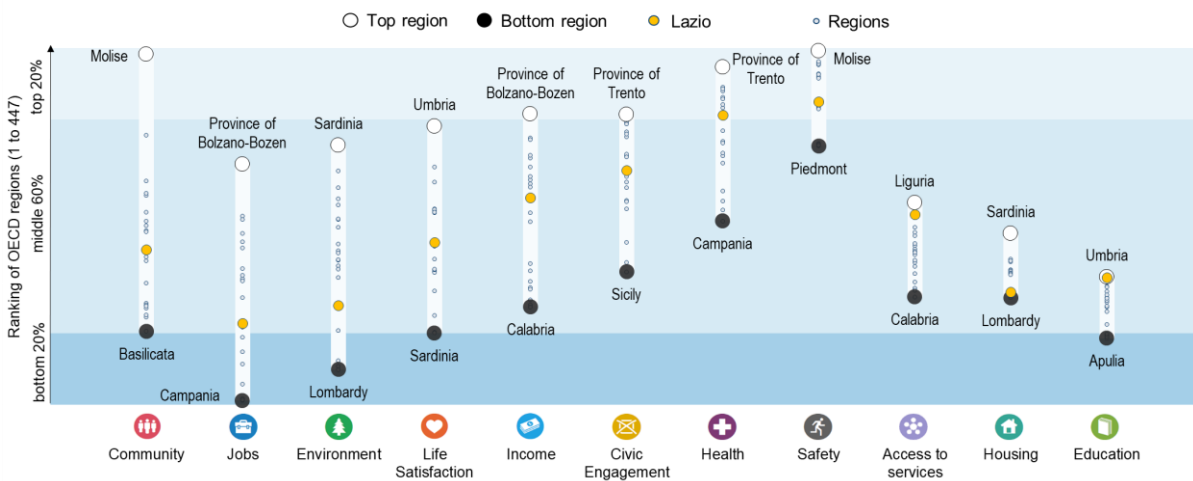 Top region
Bottom region
Lazio
Regions
Ranking of OECD regions (1 to 447)
top 20%
middle 60%
bottom 20%
Molise
Basilicata
Province of
Bolzano-Bozen
Campania
Sardinia
Lombardy
Umbria
Sardinia
Province of
Bolzano-Bozen
Calabria
Province of
Trento
Sicily
Province of
Trento
Campania
Molise
Piedmont
Liguria
Calabria
Sardinia
Lombardy
Umbria
Apulia
Community
Jobs
Environment
Life
Satisfaction
Income
Civic
Engagement
Health
Safety
Access to
services
Housing
Education